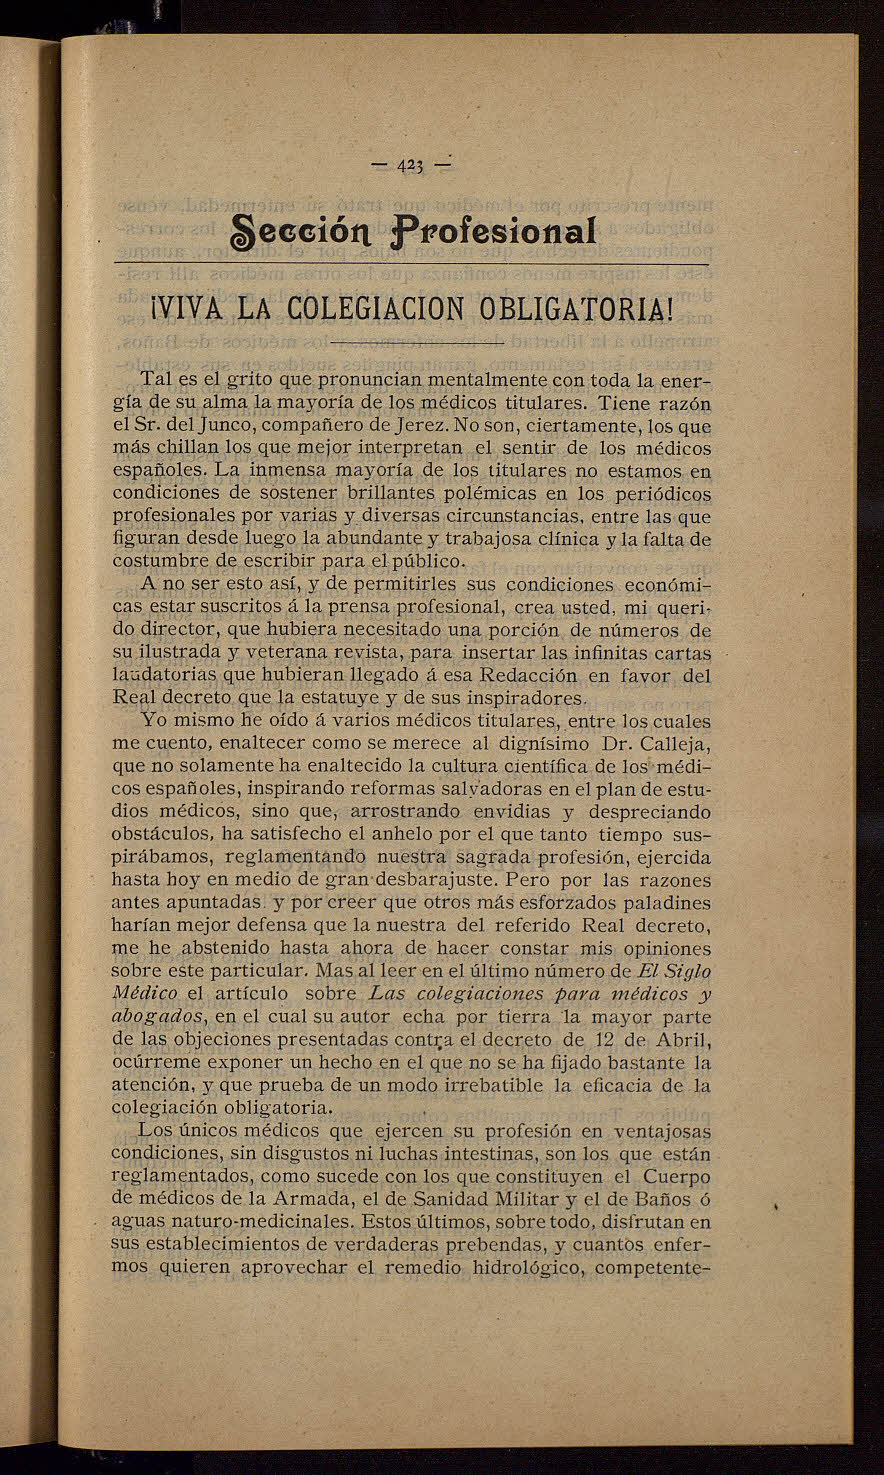 — 423 —
Sección Profesional
¡VIVA LA COLEGIACION OBLIGATORIA!
Tal es el grito que pronuncian mentalmente con toda la ener-
gía de su alma la mayoría de los médicos titulares. Tiene razón
el Sr. del Junco, compañero de Jerez. No son, ciertamente, los que
más chillan los que mejor interpretan el sentir de los médicos
españoles. La inmensa mayoría de los titulares no estamos en
condiciones de sostener brillantes polémicas en los periódicos
profesionales por varias y diversas circunstancias, entre las que
figuran desde luego la abundante y trabajosa clínica y la falta de
costumbre de escribir para el público.
A no ser esto así, y de permitirles sus condiciones económi-
cas estar suscritos á la prensa profesional, crea usted, mi queri-
do director, que hubiera necesitado una porción de números de
su ilustrada y veterana revista, para insertar las infinitas cartas
laudatorias que hubieran llegado á esa Redacción en favor del
Real decreto que la estatuye y de sus inspiradores.
Yo mismo he oído á varios médicos titulares, entre los cuales
me cuento, enaltecer como se merece al dignísimo Dr. Calleja,
que no solamente ha enaltecido la cultura científica de los médi-
cos españoles, inspirando reformas salvadoras en el plan de estu-
dios médicos, sino que, arrostrando envidias y despreciando
obstáculos, ha satisfecho el anhelo por el que tanto tiempo sus-
pirábamos, reglamentando nuestra sagrada profesión, ejercida
hasta hoy en medio de gran desbarajuste. Pero por las razones
antes apuntadas y por creer que otros más esforzados paladines
harían mejor defensa que la nuestra del referido Real decreto,
me he abstenido hasta ahora de hacer constar mis opiniones
sobre este particular. Mas al leer en el último número de El Siglo
Médico el artículo sobre Las colegiaciones para médicos y
abogados, en el cual su autor echa por tierra la mayor parte
de las objeciones presentadas contra el decreto de 12 de Abril,
ocúrreme exponer un hecho en el que no se ha fijado bastante la
atención, y que prueba de un modo irrebatible la eficacia de la
colegiación obligatoria.
Los únicos médicos que ejercen su profesión en ventajosas
condiciones, sin disgustos ni luchas intestinas, son los que están
reglamentados, como sucede con los que constituyen el Cuerpo
de médicos de la Armada, el de Sanidad Militar y el de Baños ó
aguas naturo-medicinales. Estos últimos, sobre todo, disfrutan en
sus establecimientos de verdaderas prebendas, y cuantos enfer-
mos quieren aprovechar el remedio hidrológico, competente-